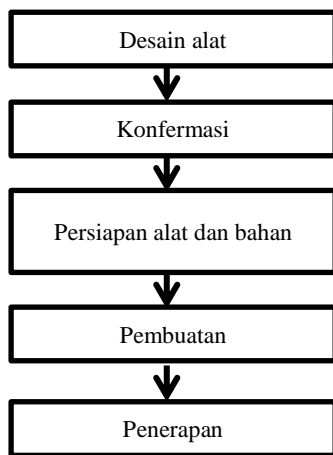 Desain alat
Konfermasi
Persiapan alat dan bahan
Pembuatan
Penerapan